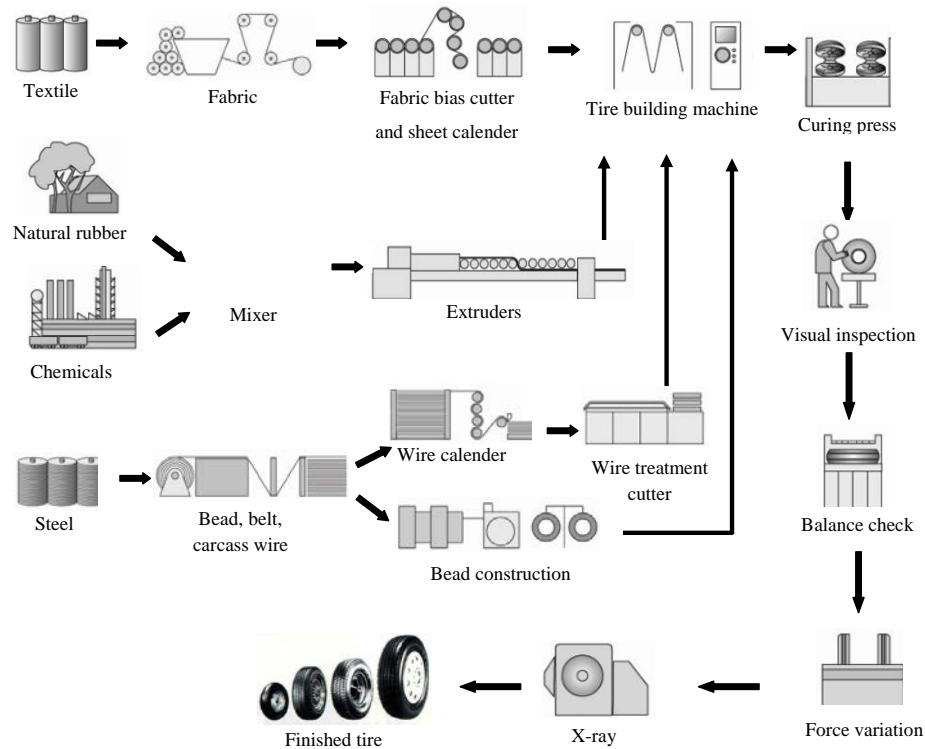 Textile
Fabric
Fabric bias cutter
and sheet calender
Tire building machine
Curing press
Natural rubber
Mixer
Extruders
Chemicals
Visual inspection
Wire calender
Wire treatment
cutter
Steel
Bead, belt,
carcass wire
Bead construction
Balance check
Finished tire
X-ray
Force variation